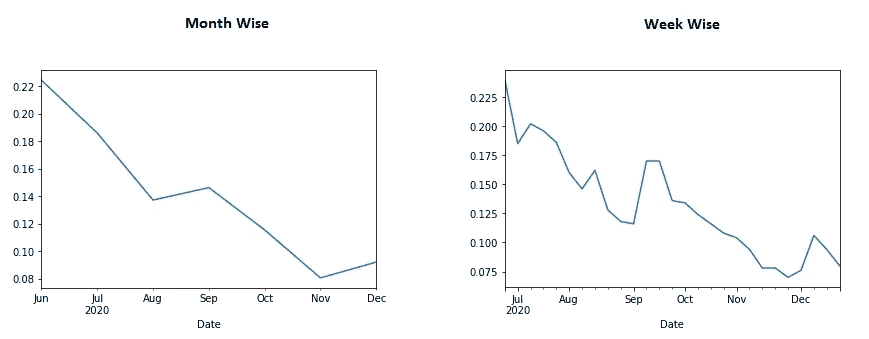 Month Wise
0.22
0.20
0.18
0.16
0.14
0.12
0.10
0.08
Jun Jul Aug Sep Oct Nov Dec
2020
Date
Week Wise
0.225
0.200
0.175
0.150
0.125
0.100
0.075
Jul Aug Sep Oct Nov Dec
2020
Date